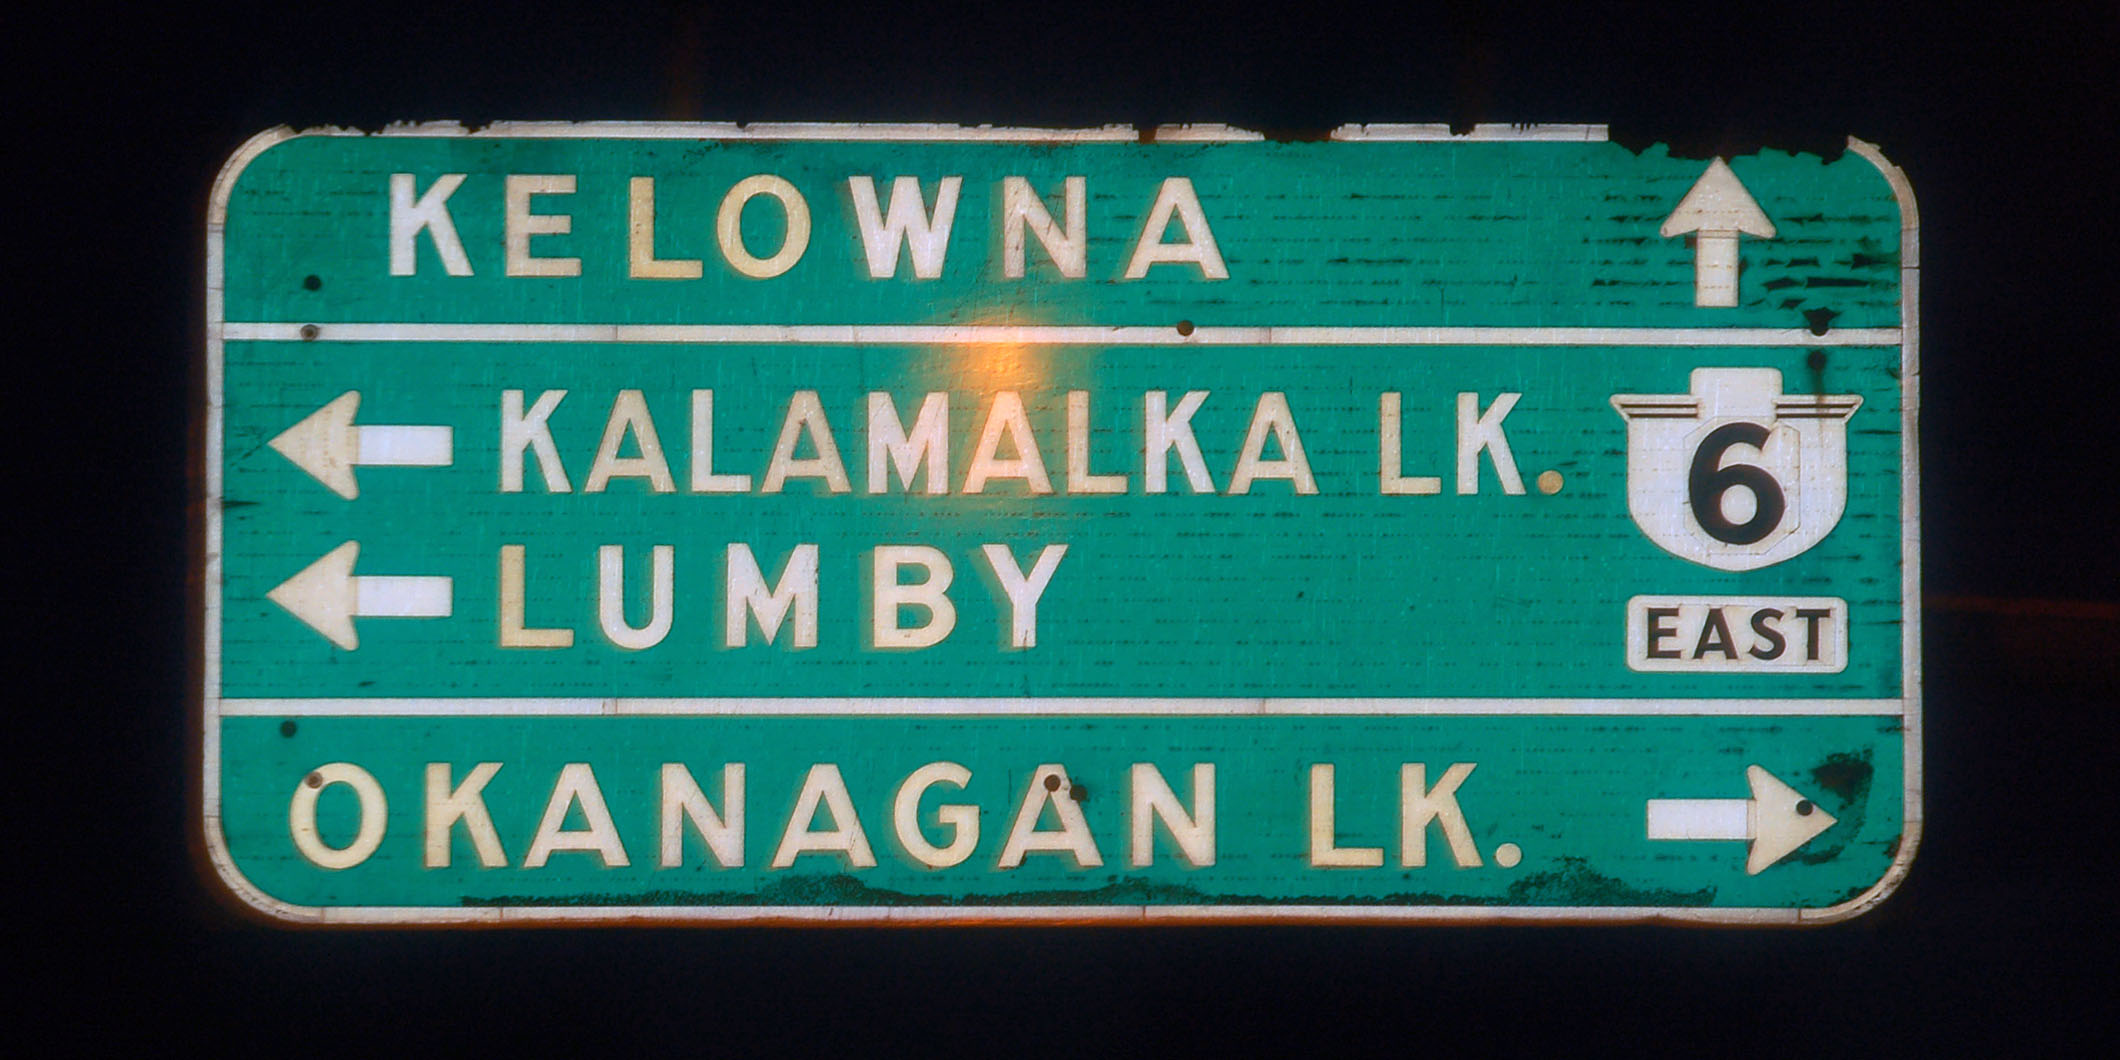 KELOWNA
KALAMALKA LK.
6
LUMBY
EAST
OKANAGAN LK.